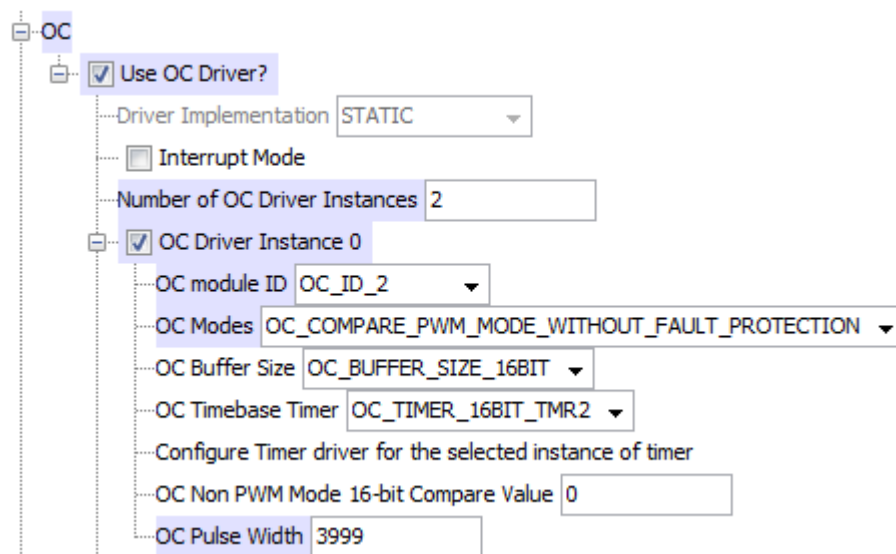 OC
Use OC Driver?
Driver Implementation STATIC
Interrupt Mode
Number of OC Driver Instances 2
OC Driver Instance 0
OC module ID OC_ID_2
OC Modes OC_COMPARE_PWM_MODE_WITHOUT_FAULT_PROTECTION
OC Buffer Size OC_BUFFER_SIZE_16BIT
OC Timebase Timer OC_TIMER_16BIT_TMR2
Configure Timer driver for the selected instance of timer
OC Non PWM Mode 16-bit Compare Value 0
OC Pulse Width 3999